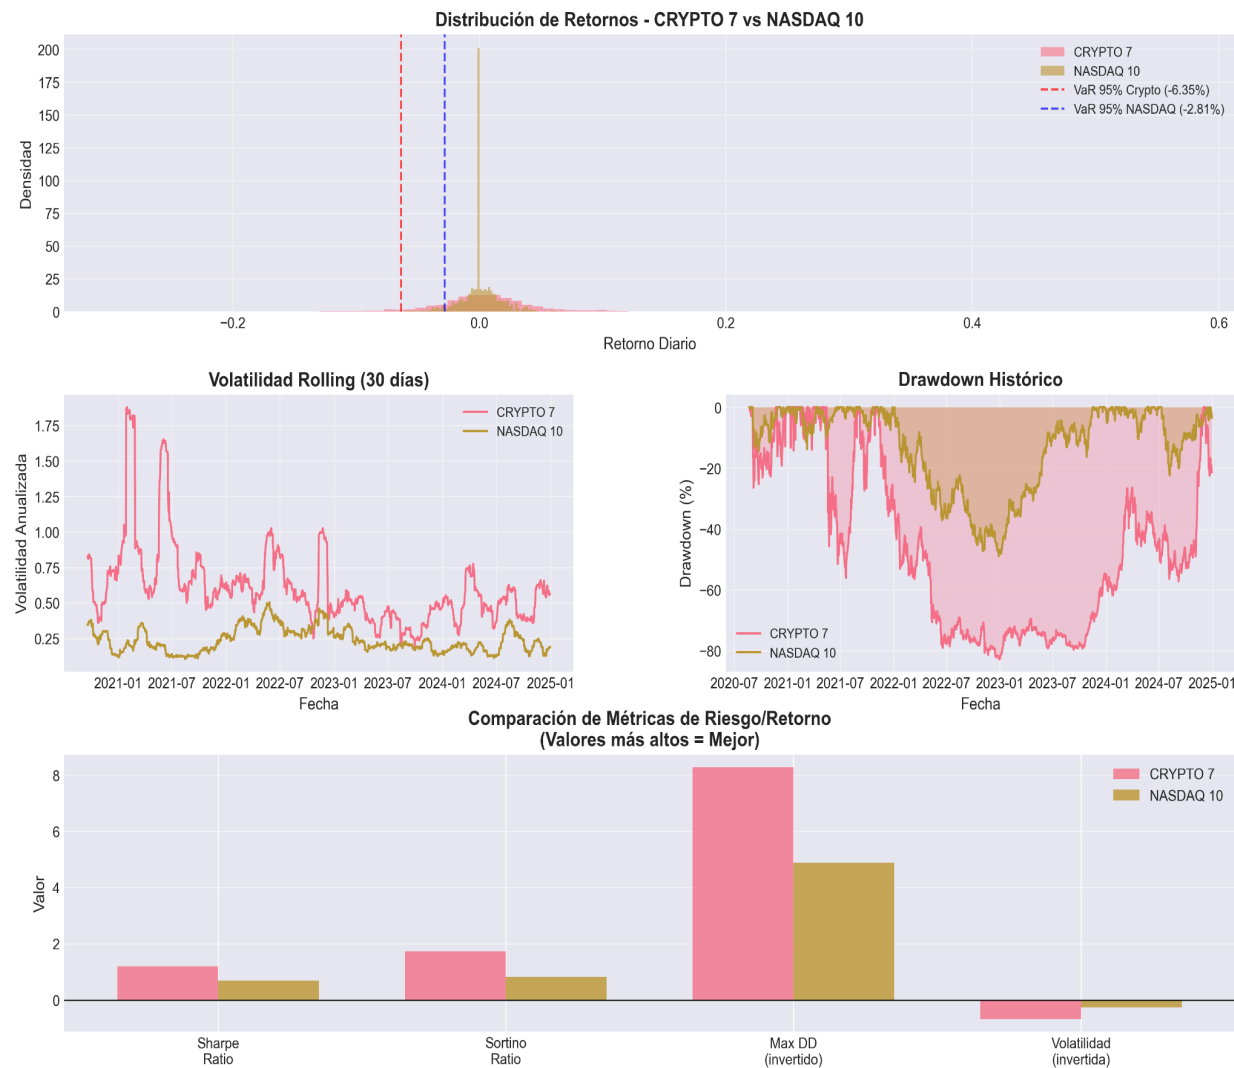 Distribución de Retornos - CRYPTO 7 vs NASDAQ 10
200
175
150
125
100
75
50
25
0
Densidad
CRYPTO 7
NASDAQ 10
VaR 95% Crypto (-6.35%)
VaR 95% NASDAQ (-2.81%)
−0.2
0.0
0.2
0.4
0.6
Retorno Diario
Volatilidad Rolling (30 días)
1.75
1.50
1.25
1.00
0.75
0.50
0.25
Volatilidad Anualizada
CRYPTO 7
NASDAQ 10
2021-01
2021-07
2022-01
2022-07
2023-01
2023-07
2024-01
2024-07
2025-01
Fecha
Drawdown Histórico
0
−20
−40
−60
−80
Drawdown (%)
CRYPTO 7
NASDAQ 10
2020-07
2021-01
2021-07
2022-01
2022-07
2023-01
2023-07
2024-01
2024-07
2025-01
Fecha
Comparación de Métricas de Riesgo/Retorno
(Valores más altos = Mejor)
8
6
4
2
0
Valor
CRYPTO 7
NASDAQ 10
Sharpe
Ratio
Sortino
Ratio
Max DD
(invertido)
Volatilidad
(invertida)